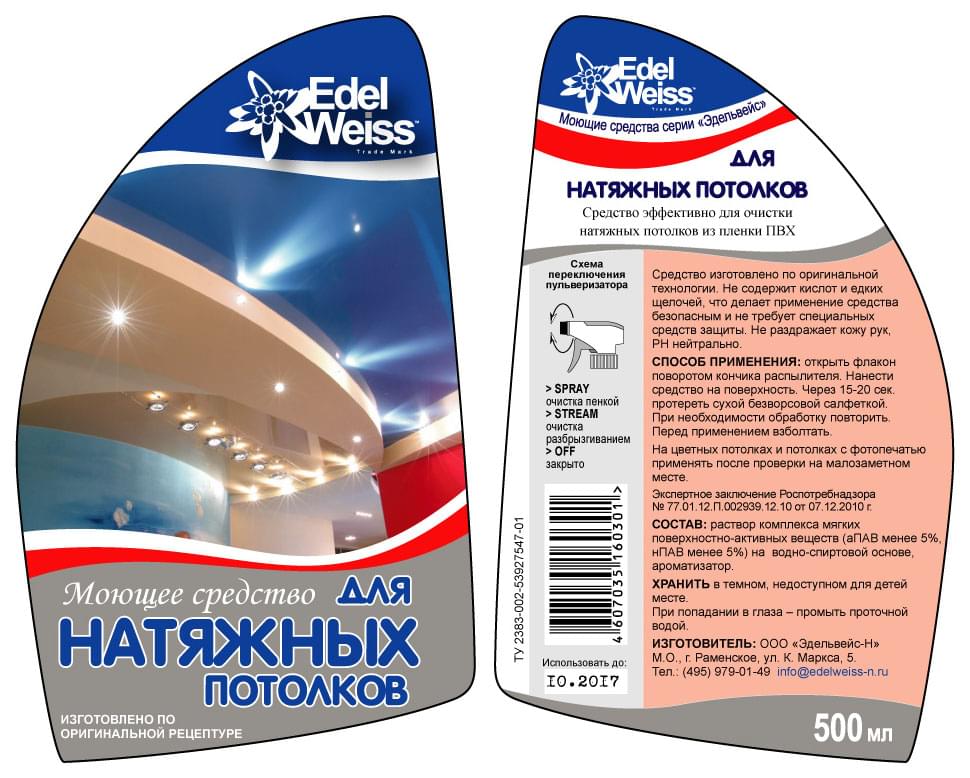 Edel
Weiss™
Trade Mark
Моющее средство для
НАТЯЖНЫХ
ПОТОЛКОВ
ИЗГОТОВЛЕНО ПО
ОРИГИНАЛЬНОЙ РЕЦЕПТУРЕ
Edel
Weiss™
Trade Mark
Моющие средства серии «Эдельвейс»
ДЛЯ
НАТЯЖНЫХ ПОТОЛКОВ
Средство эффективно для очистки
натяжных потолков из пленки ПВХ
Схема
переключения
пульверизатора
> SPRAY
очистка пенкой
> STREAM
очистка
разбрызгиванием
> OFF
закрыто
4 607035 160301 >
ТУ 2383-002-53927547-01
Использовать до:
10.2017
Средство изготовлено по оригинальной
технологии. Не содержит кислот и едких
щелочей, что делает применение средства
безопасным и не требует специальных
средств защиты. Не раздражает кожу рук,
РН нейтрально.
СПОСОБ ПРИМЕНЕНИЯ: открыть флакон
поворотом кончика распылителя. Нанести
средство на поверхность. Через 15-20 сек.
протереть сухой безворсовой салфеткой.
При необходимости обработку повторить.
Перед применением взболтать.
На цветных потолках и потолках с фотопечатью
применять после проверки на малозаметном
месте.
Экспертное заключение Роспотребнадзора
№ 77.01.12.П.002939.12.10 от 07.12.2010 г.
СОСТАВ: раствор комплекса мягких
поверхностно-активных веществ (аПАВ менее 5%,
нПАВ менее 5%) на водно-спиртовой основе,
ароматизатор.
ХРАНИТЬ в темном, недоступном для детей
месте.
При попадании в глаза – промыть проточной
водой.
ИЗГОТОВИТЕЛЬ: ООО «Эдельвейс-Н»
М.О., г. Раменское, ул. К. Маркса, 5.
Тел.: (495) 979-01-49 info@edelweiss-n.ru
500 мл